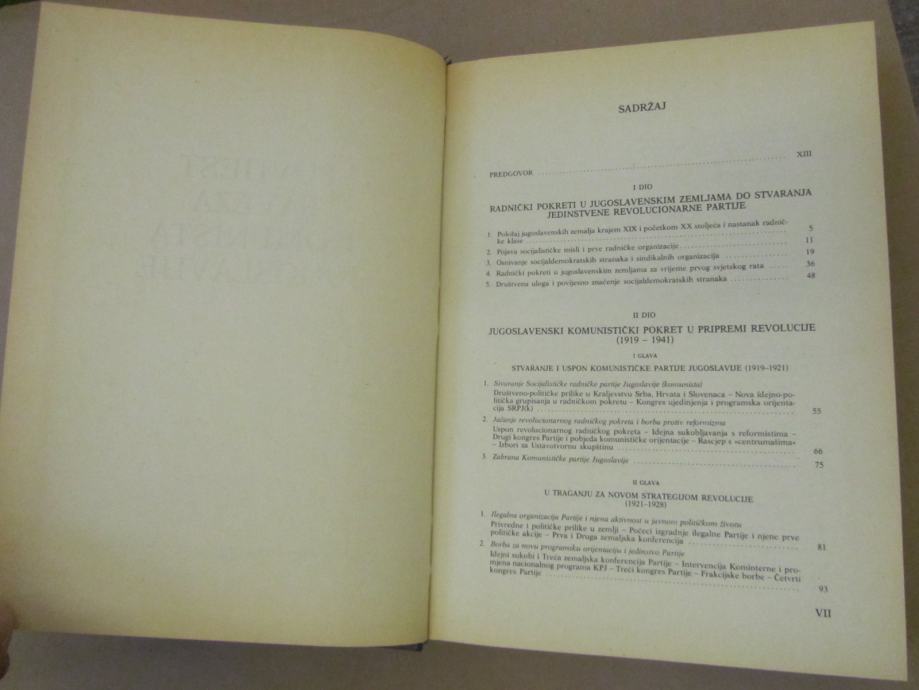 SADRŽAJ
PREDGOVOR XIII
I DIO
RADNIČKI POKRETI U JUGOSLAVENSKIM ZEMLJAMA DO STVARANJA
JEDINSTVENE REVOLUCIONARNE PARTIJE
1. Položaj jugoslavenskih zemalja krajem XIX i početkom XX stoljeća i nastanak radnič-
ke klase 5
2. Pojava socijalističke misli i prve radničke organizacije 11
3. Osnivanje socijaldemokratskih stranaka i sindikalnih organizacija 19
4. Radnički pokreti u jugoslavenskim zemljama za vrijeme prvog svjetskog rata 36
5. Društvena uloga i povijesno značenje socijaldemokratskih stranaka 48
II DIO
JUGOSLAVENSKI KOMUNISTIČKI POKRET U PRIPREMI REVOLUCIJE
(1919 – 1941)
I GLAVA
STVARANJE I USPON KOMUNISTIČKE PARTIJE JUGOSLAVIJE (1919–1921)
1. Stvaranje Socijalističke radničke partije Jugoslavije (komunista)
Društveno-političke prilike u Kraljevstvu Srba, Hrvata i Slovenaca – Nova idejno-po-
litička grupisanja u radničkom pokretu – Kongres ujedinjenja i programska orijenta-
cija SRPJ(k) 55
2. Jačanje revolucionarnog radničkog pokreta i borba protiv reformizma
Uspon revolucionarnog radničkog pokreta – Idejna sukobljavanja s reformistima –
Drugi kongres Partije i pobjeda komunističke orijentacije – Rascjep s «centrumašima»
– Izbori za Ustavotvornu skupštinu 66
3. Zabrana Komunističke partije Jugoslavije 75
II GLAVA
U TRAGANJU ZA NOVOM STRATEGIJOM REVOLUCIJE
(1921–1928)
1. Ilegalna organizacija Partije i njena aktivnost u javnom političkom životu
Privredne i političke prilike u zemlji – Počeci izgradnje ilegalne Partije i njene prve
političke akcije – Prva i Druga zemaljska konferencija 81
2. Borba za novu programsku orijentaciju i jedinstvo Partije
Idejni sukobi i Treća zemaljska konferencija Partije – Intervencija Kominterne i pro-
mjena nacionalnog programa KPJ – Treći kongres Partije – Frakcijske borbe – Četvrti
kongres Partije 93
VII